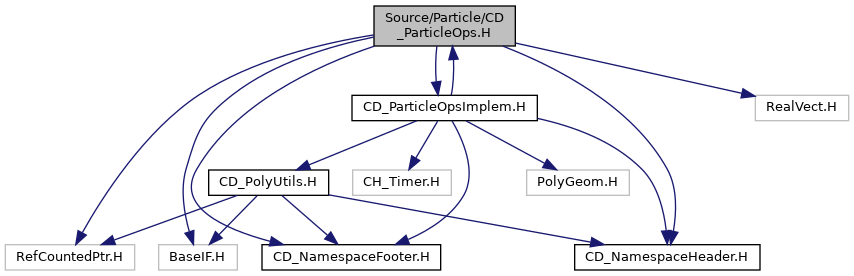 Source/Particle/CD
_ParticleOps.H
CD_ParticleOpsImplem.H
RealVect.H
CD_PolyUtils.H
CH_Timer.H
PolyGeom.H
RefCountedPtr.H
BaseIF.H
CD_NamespaceFooter.H
CD_NamespaceHeader.H